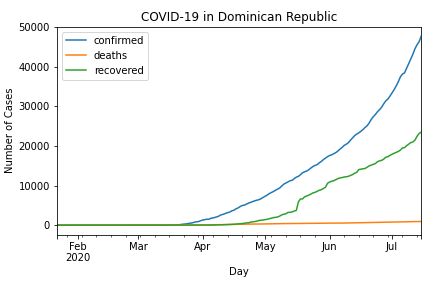 COVID-19 in Dominican Republic
50000
40000
30000
20000
10000
0
Number of Cases
confirmed
deaths
recovered
Feb Mar Apr May Jun Jul
2020
Day